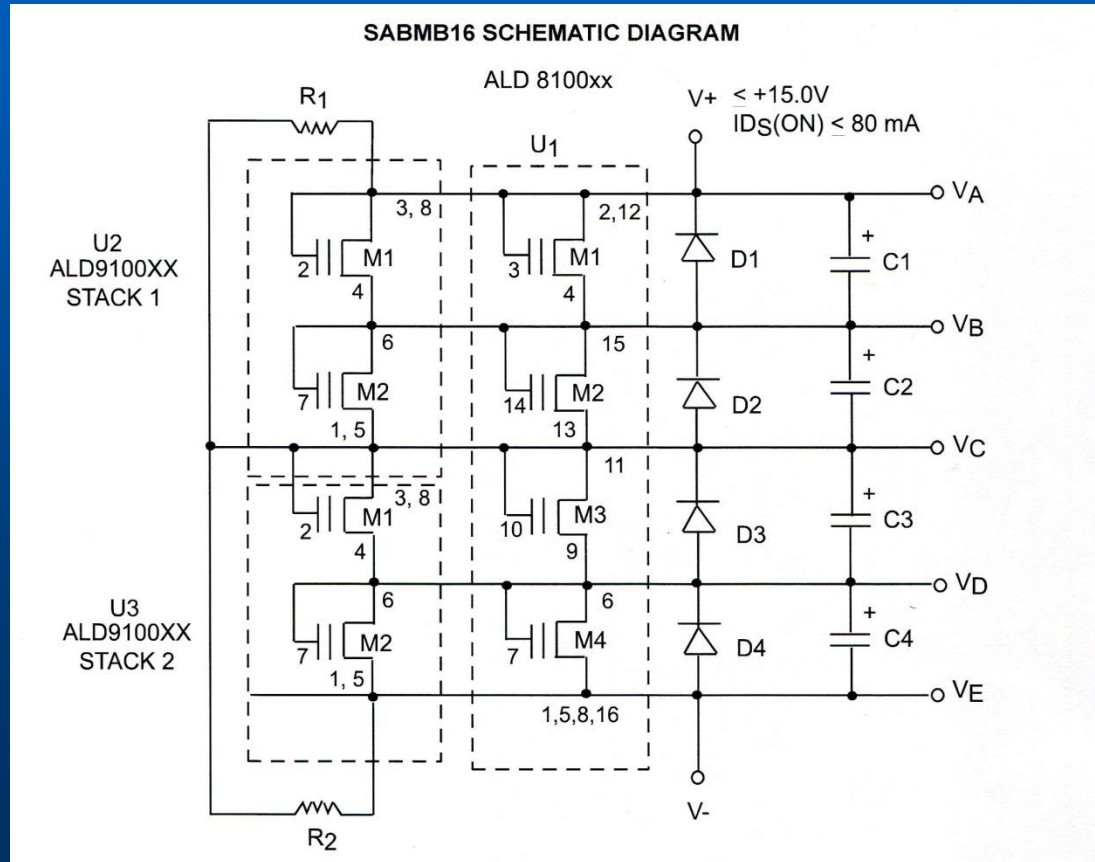 SABMB16 SCHEMATIC DIAGRAM
ALD 8100xx
V+ ≤ +15.0V
IDS(ON) ≤ 80 mA
R1
U1
U2
ALD9100XX
STACK 1
3, 8
2
M1
4
6
7
M2
1, 5
2,12
3
M1
4
15
14
M2
13
D1
+
C1
VA
VB
D2
+
C2
VC
U3
ALD9100XX
STACK 2
3, 8
2
M1
4
6
7
M2
1, 5
11
10
M3
9
6
7
M4
1,5,8,16
D3
+
C3
VD
D4
+
C4
VE
V-
R2